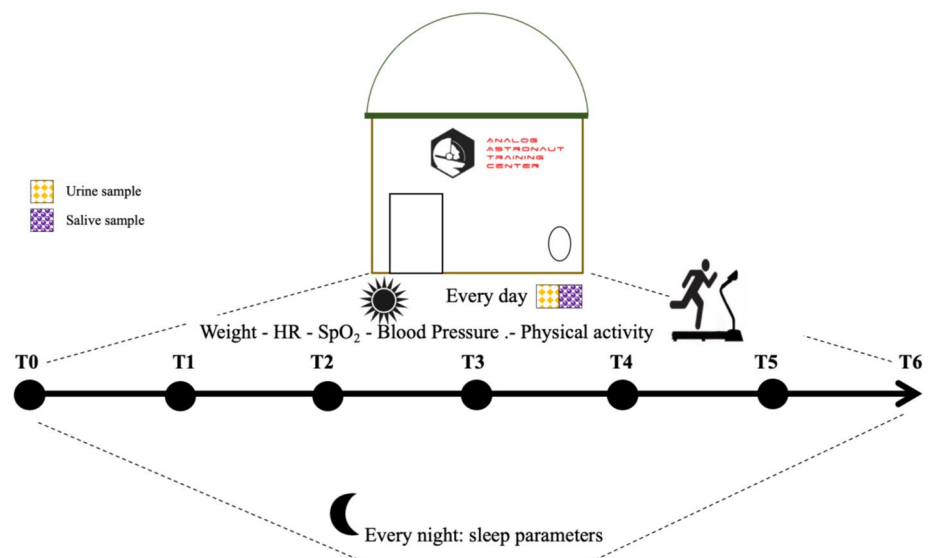 ANALOG
ASTRONAUT
TRAINING
CENTER
Urine sample
Salive sample
Every day
Weight - HR - SpO₂ - Blood Pressure .- Physical activity
T0 T1 T2 T3 T4 T5 T6
Every night: sleep parameters